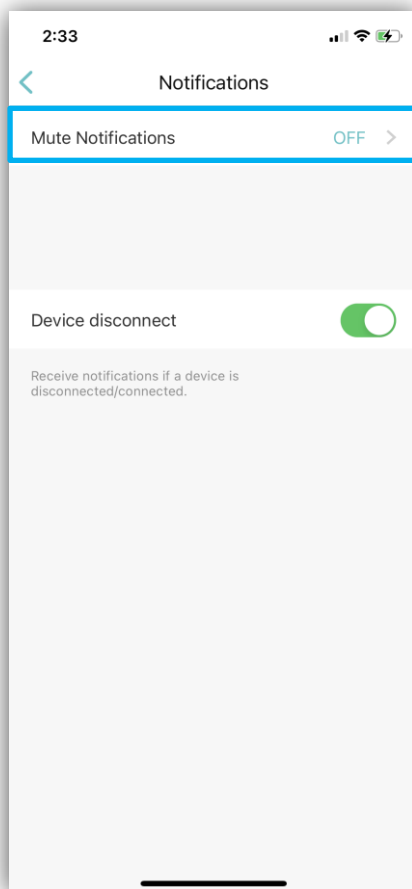 2:33
Notifications
Mute Notifications OFF
Device disconnect
Receive notifications if a device is
disconnected/connected.